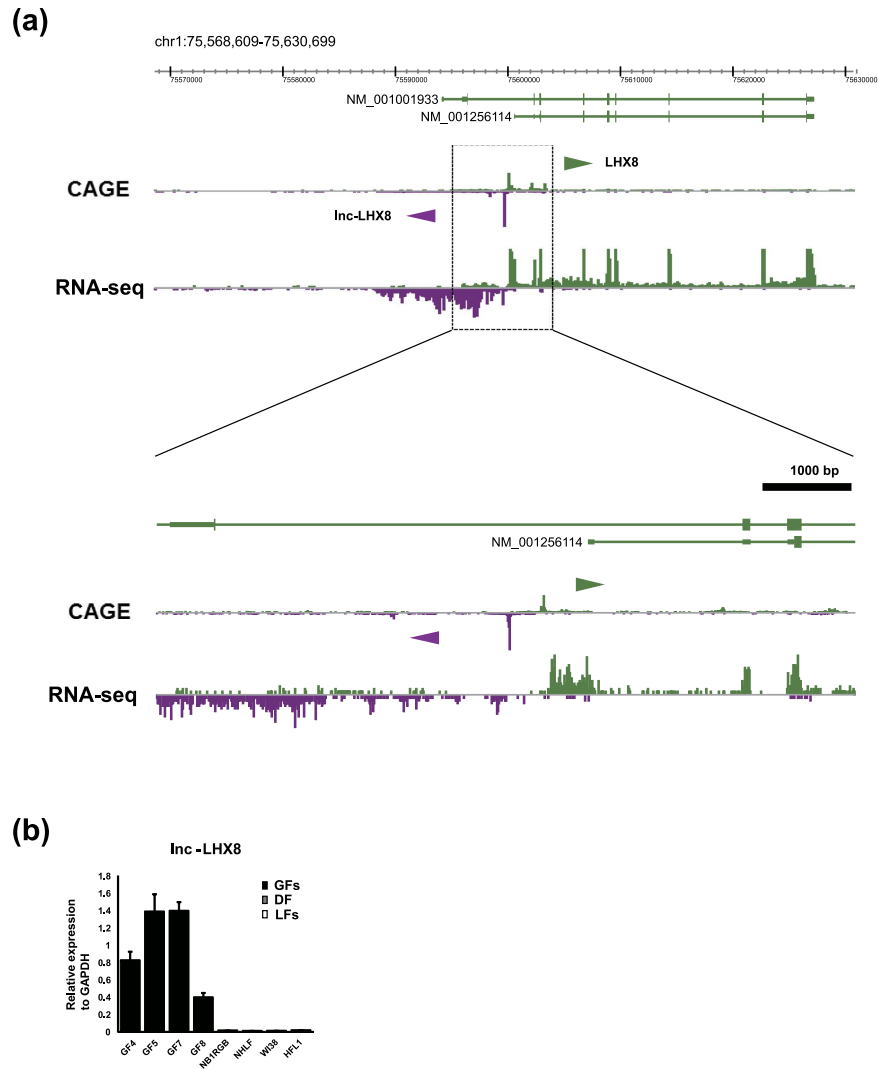 (a)
chr1:75,568,609-75,630,699
75570000 75580000 75590000 75600000 75610000 75620000 75630000
NM_001001933
NM_001256114
LHX8
CAGE
lnc-LHX8
RNA-seq
1000 bp
NM_001256114
CAGE
RNA-seq
(b)
lnc -LHX8
GFs
DF
LFs
Relative expression
to GAPDH
1.8
1.6
1.4
1.2
1
0.8
0.6
0.4
0.2
0
GF4 GF5 GF7 GF8 NB1RGB NHLF WI38 HFL1